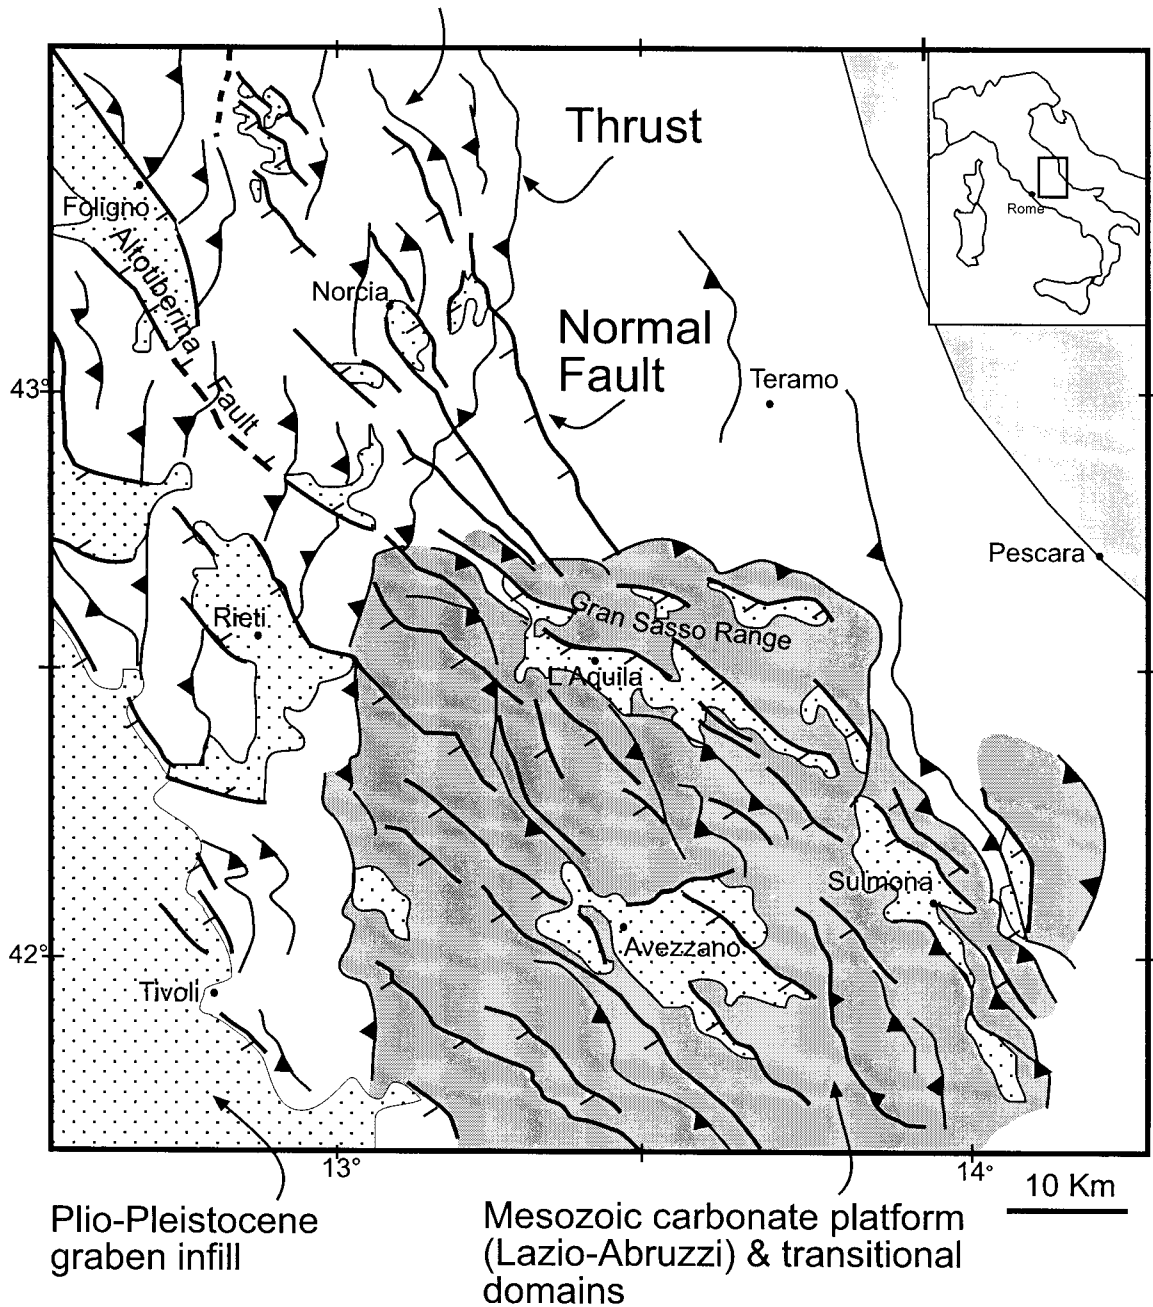 Thrust
Foligno
Altotiberina
Fault
Rome
Norcia
Normal
Fault
43°
Teramo
Pescara
Rieti
Gran Sasso Range
L'Aquila
Sulmona
Avezzano
42°
Tivoli
13°
14°
10 Km
Plio-Pleistocene
graben infill
Mesozoic carbonate platform
(Lazio-Abruzzi) & transitional
domains